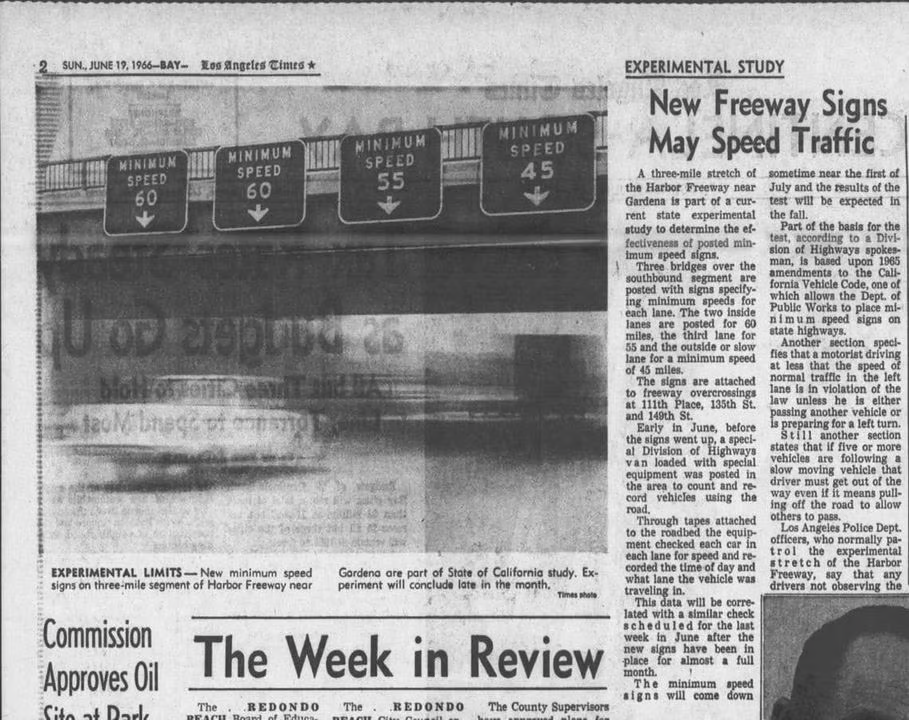 2 SUN., JUNE 19, 1966—BAY— Los Angeles Times ★
MINIMUM
SPEED
60
MINIMUM
SPEED
60
MINIMUM
SPEED
55
MINIMUM
SPEED
45
EXPERIMENTAL LIMITS — New minimum speed
signs on three-mile segment of Harbor Freeway near
Gardena are part of State of California study. Ex-
periment will conclude late in the month.
Times photo
EXPERIMENTAL STUDY
New Freeway Signs
May Speed Traffic
A three-mile stretch of
the Harbor Freeway near
Gardena is part of a cur-
rent state experimental
study to determine the ef-
fectiveness of posted min-
imum speed signs.
Three bridges over the
southbound segment are
posted with signs specify-
ing minimum speeds for
each lane. The two inside
lanes are posted for 60
miles, the third lane for
55 and the outside or slow
lane for a minimum speed
of 45 miles.
The signs are attached
to freeway overcrossings
at 111th Place, 135th St.
and 149th St.
Early in June, before
the signs went up, a speci-
al Division of Highways
van loaded with special
equipment was posted in
the area to count and re-
cord vehicles using the
road.
Through tapes attached
to the roadbed the equip-
ment checked each car in
each lane for speed and re-
corded the time of day and
what lane the vehicle was
traveling in.
This data will be corre-
lated with a similar check
scheduled for the last
week in June after the
new signs have been in
place for almost a full
month.
The minimum speed
signs will come down
sometime near the first of
July and the results of the
test will be expected in
the fall.
Part of the basis for the
test, according to a Divi-
sion of Highways spokes-
man, is based upon 1965
amendments to the Cali-
fornia Vehicle Code, one of
which allows the Dept. of
Public Works to place mi-
nimum speed signs on
state highways.
Another section speci-
fies that a motorist driving
at less that the speed of
normal traffic in the left
lane is in violation of the
law unless he is either
passing another vehicle or
is preparing for a left turn.
Still another section
states that if five or more
vehicles are following a
slow moving vehicle that
driver must get out of the
way even if it means pull-
ing off the road to allow
others to pass.
Los Angeles Police Dept.
officers, who normally pa-
trol the experimental
stretch of the Harbor
Freeway, say that any
drivers not observing the
Commission
Approves Oil
Site at Park
The Week in Review
The . . REDONDO
BEACH Board of Educa-
The . REDONDO
BEACH City Council
The County Supervisors
have approved plans for